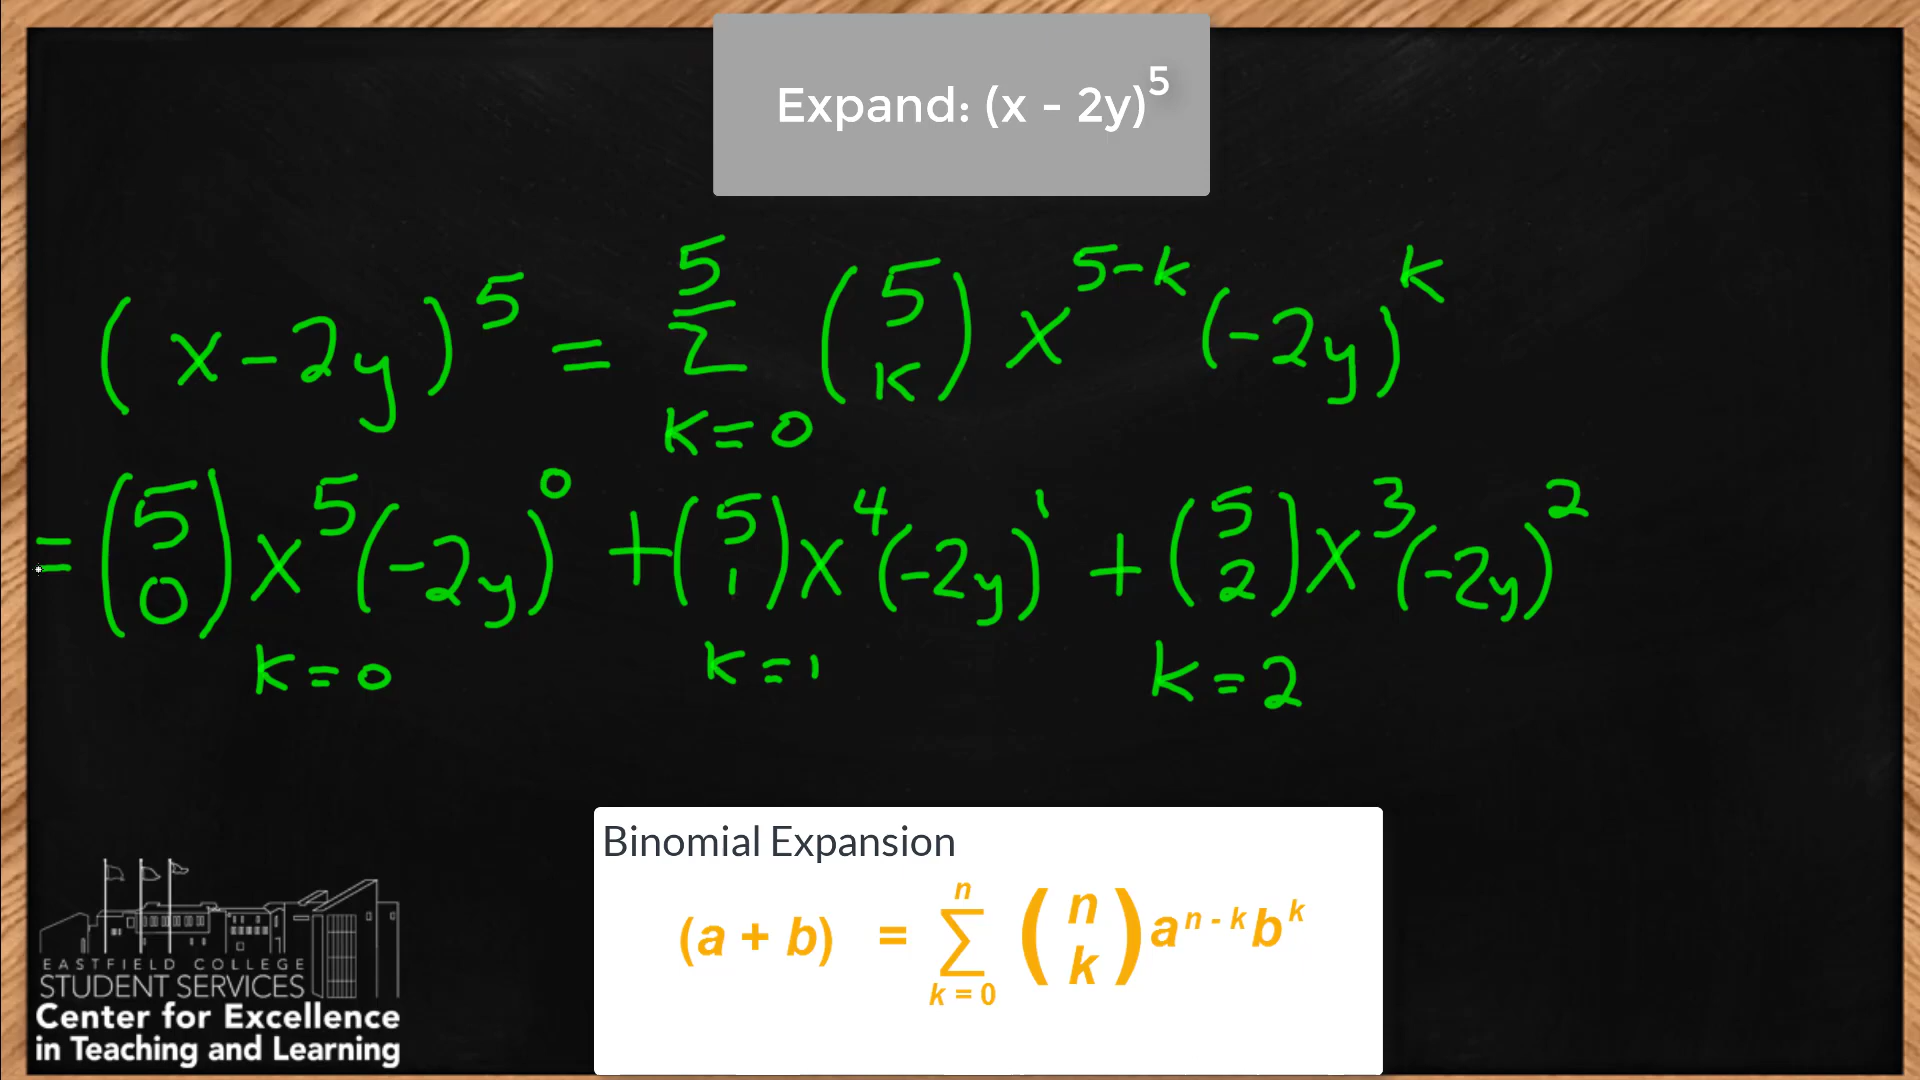 Expand: (x - 2y)⁵
(x-2y)⁵ = 5 Σ k=0 (5 k) x⁵⁻ᵏ (-2y)ᵏ
= (5 0) x⁵ (-2y)⁰ + (5 1) x⁴ (-2y)¹ + (5 2) x³ (-2y)²
k=0 k=1 k=2
Binomial Expansion
(a + b) = n Σ k = 0 (n k) aⁿ⁻ᵏ bᵏ
EASTFIELD COLLEGE
STUDENT SERVICES
Center for Excellence
in Teaching and Learning